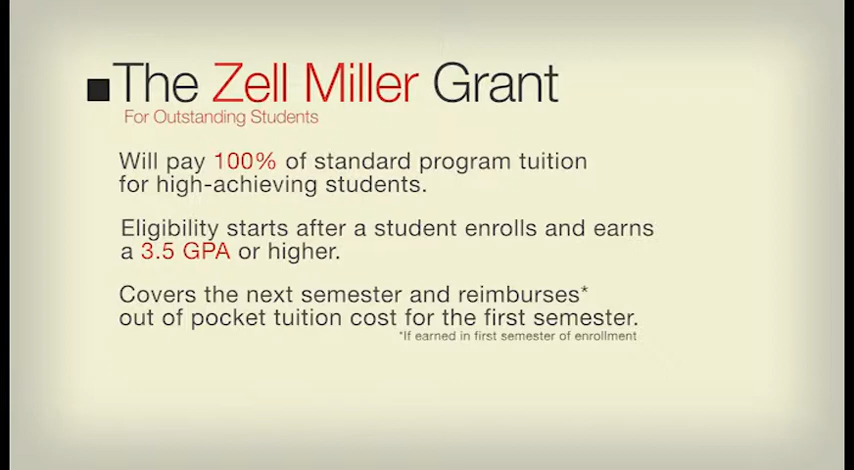 The Zell Miller Grant
For Outstanding Students
Will pay 100% of standard program tuition
for high-achieving students.
Eligibility starts after a student enrolls and earns
a 3.5 GPA or higher.
Covers the next semester and reimburses*
out of pocket tuition cost for the first semester.
*If earned in first semester of enrollment